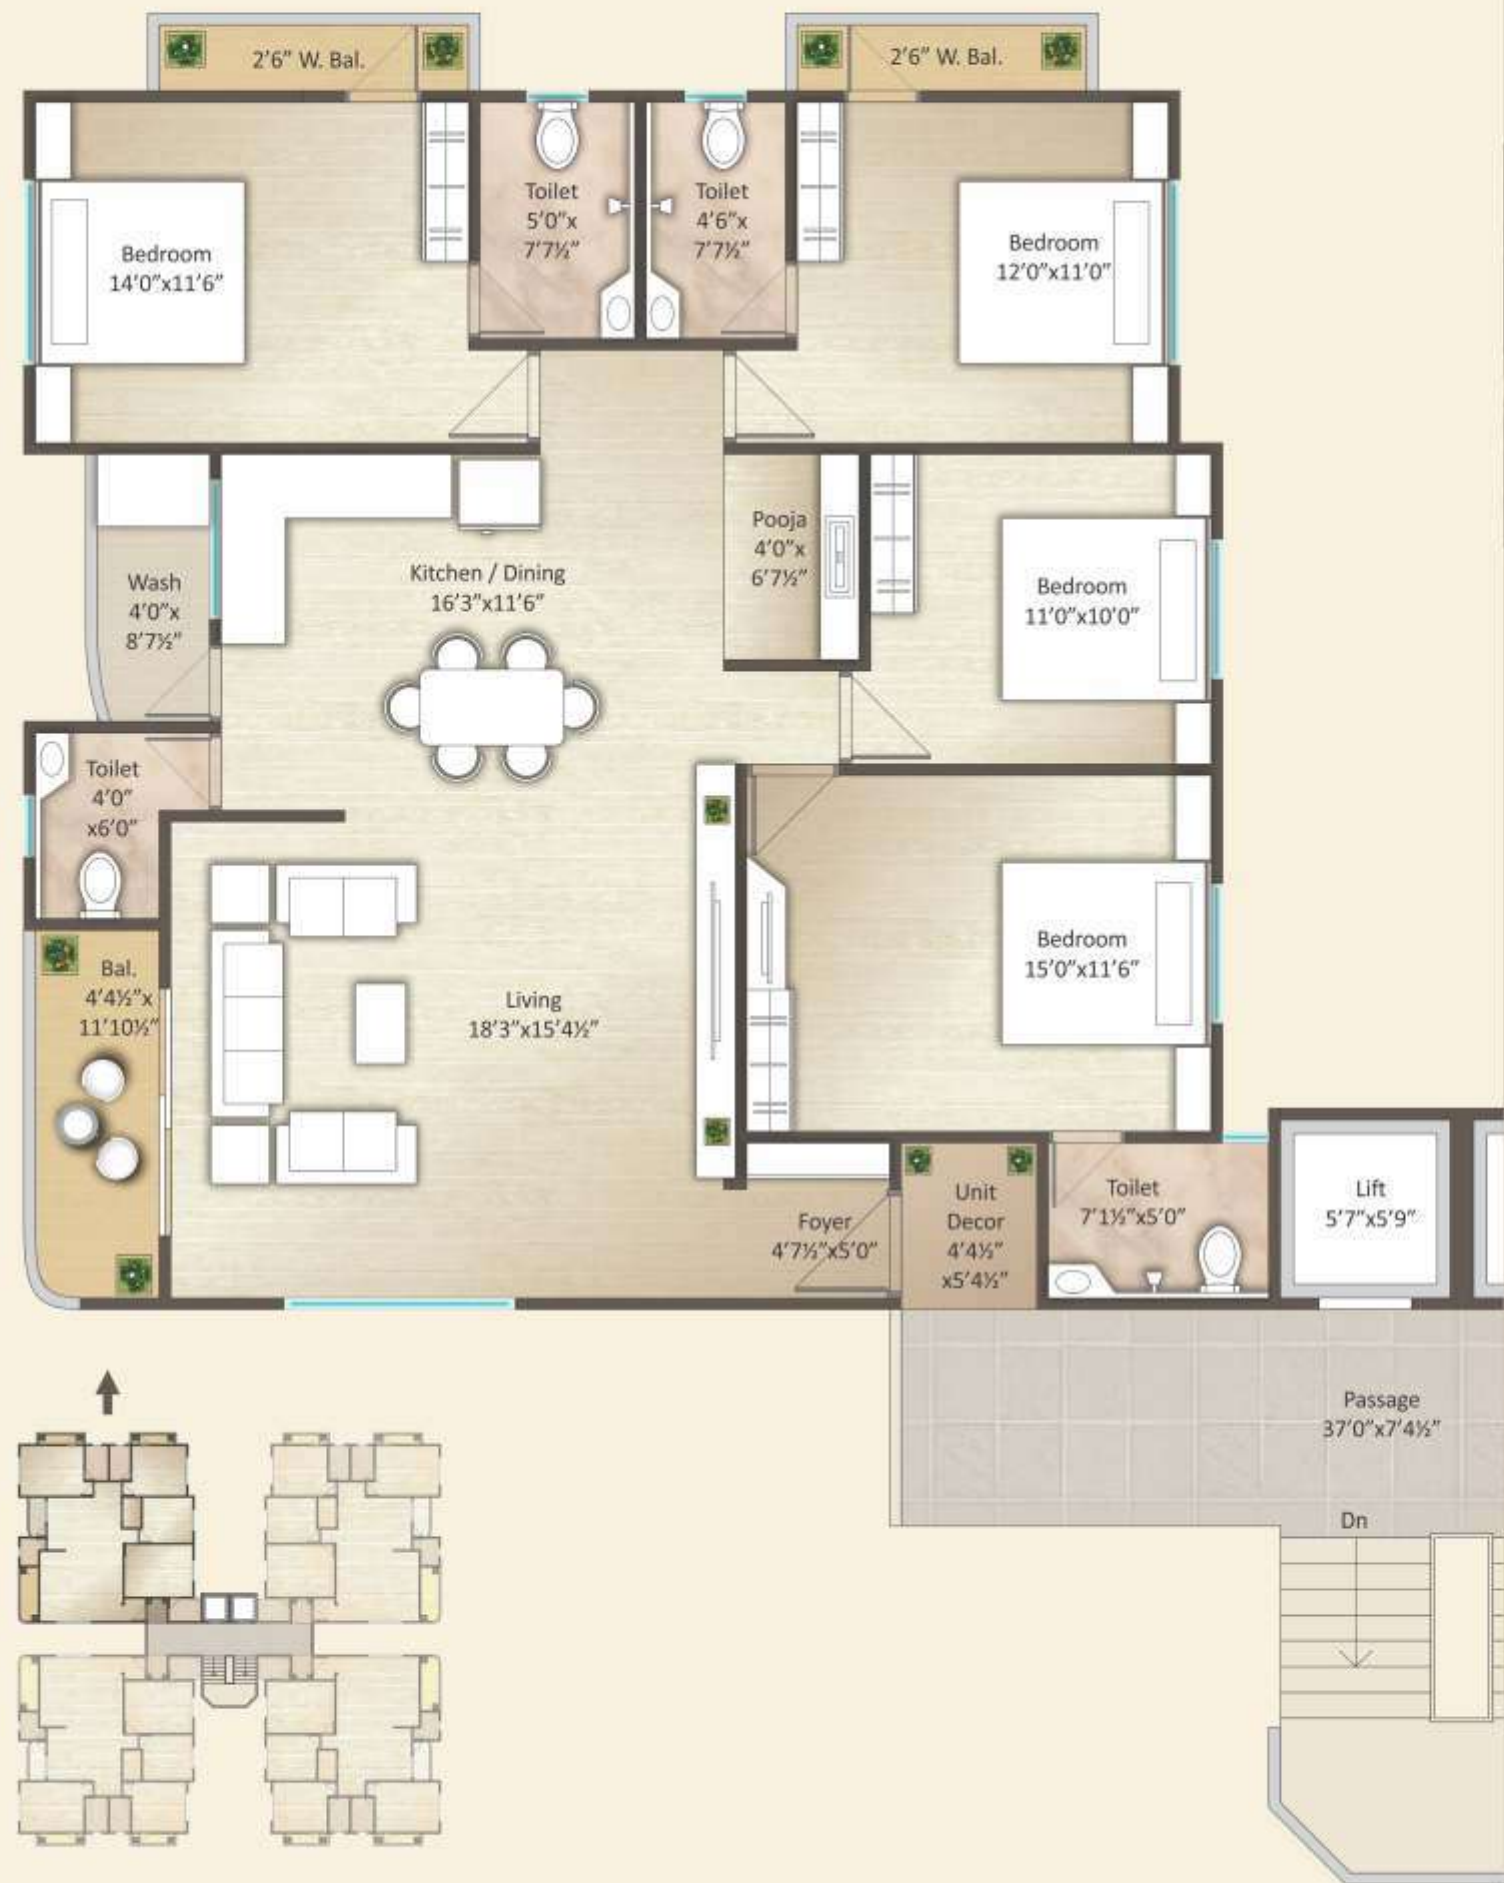 2'6" W. Bal.
2'6" W. Bal.
Bedroom
14'0"x11'6"
Toilet
5'0"x
7'7½"
Toilet
4'6"x
7'7½"
Bedroom
12'0"x11'0"
Wash
4'0"x
8'7½"
Kitchen / Dining
16'3"x11'6"
Pooja
4'0"x
6'7½"
Bedroom
11'0"x10'0"
Toilet
4'0"
x6'0"
Bal.
4'4½"x
11'10½"
Living
18'3"x15'4½"
Bedroom
15'0"x11'6"
Foyer
4'7½"x5'0"
Unit
Decor
4'4½"
x5'4½"
Toilet
7'1½"x5'0"
Lift
5'7"x5'9"
Passage
37'0"x7'4½"
Dn